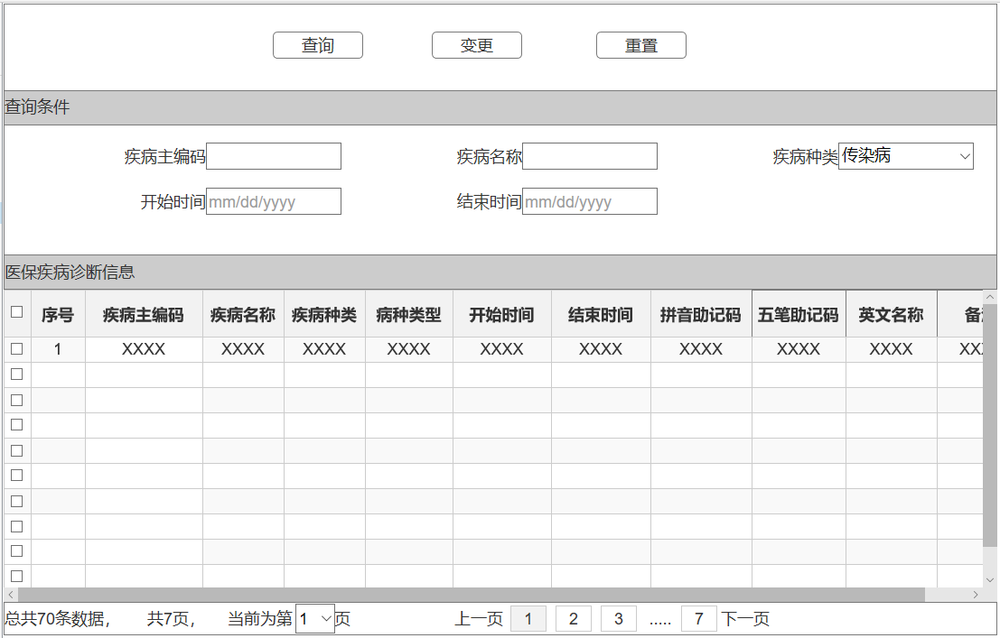 查询 变更 重置
查询条件
疾病主编码 疾病名称 疾病种类 传染病
开始时间 mm/dd/yyyy 结束时间 mm/dd/yyyy
医保疾病诊断信息
序号 疾病主编码 疾病名称 疾病种类 病种类型 开始时间 结束时间 拼音助记码 五笔助记码 英文名称 备
1 XXXX XXXX XXXX XXXX XXXX XXXX XXXX XXXX XXXX XX
总共70条数据， 共7页， 当前为第 1 页 上一页 1 2 3 ..... 7 下一页